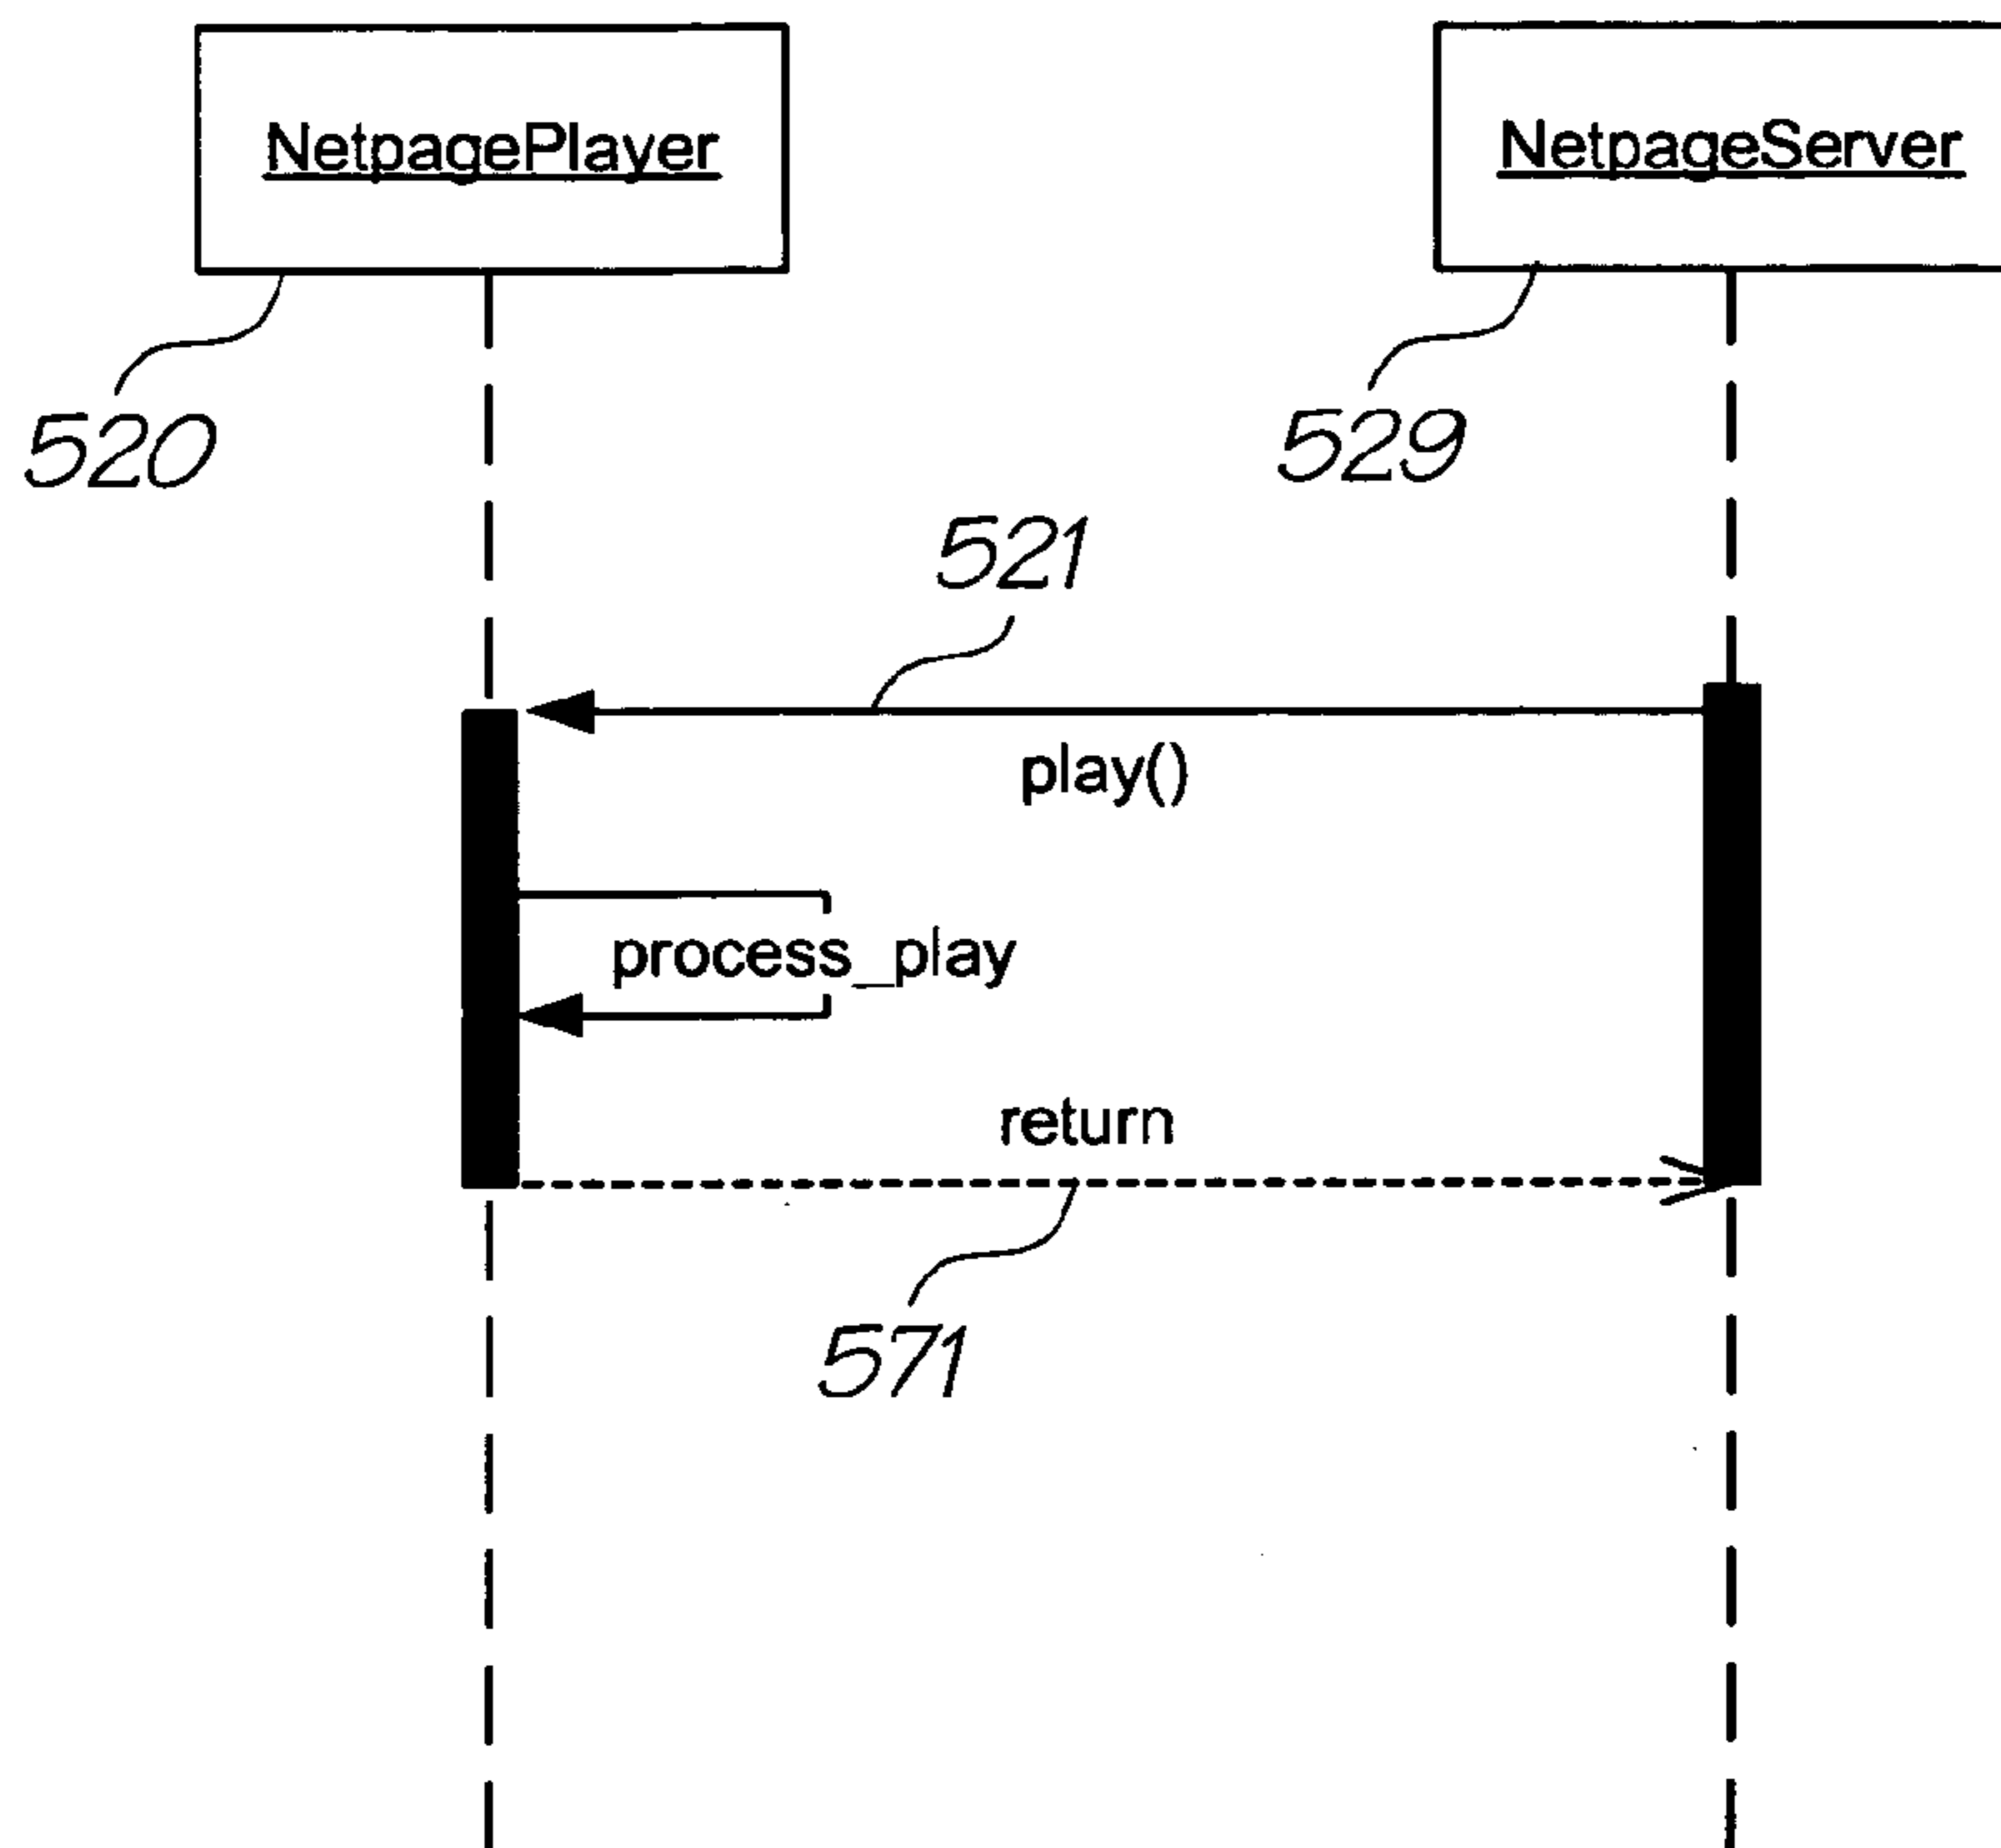 NetpagePlayer
NetpageServer
520
529
521
play()
process_play
return
571